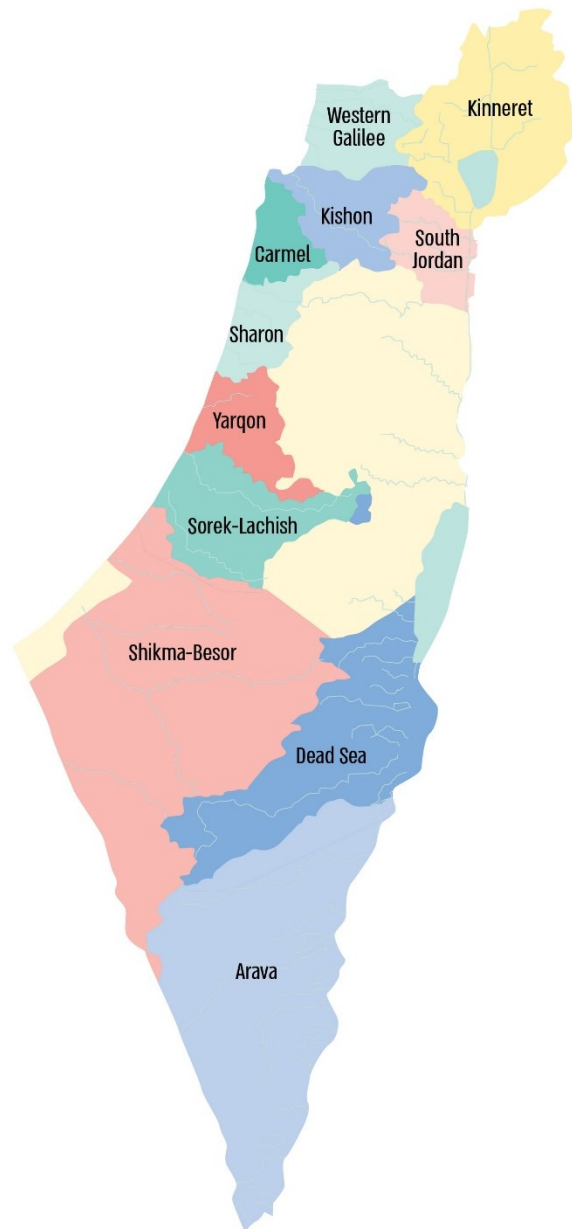 Kinneret
Western
Galilee
Kishon
South
Jordan
Carmel
Sharon
Yarqon
Sorek-Lachish
Shikma-Besor
Dead Sea
Arava